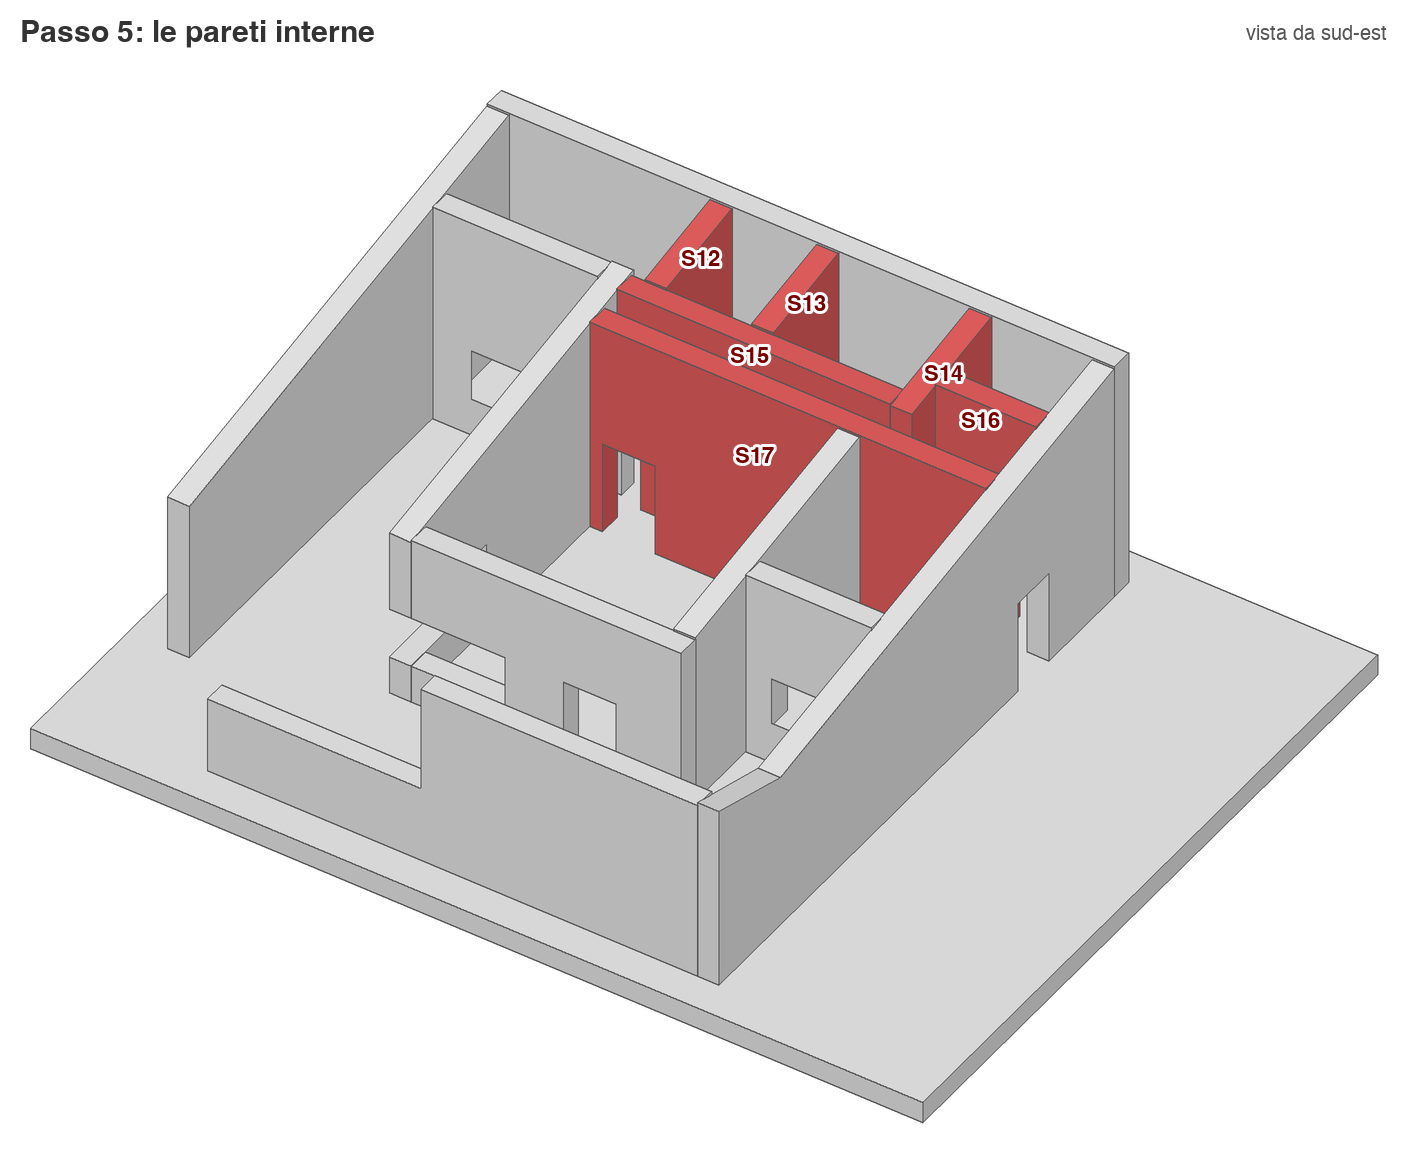 Passo 5: le pareti interne
vista da sud-est
S12
S13
S15
S14
S16
S17